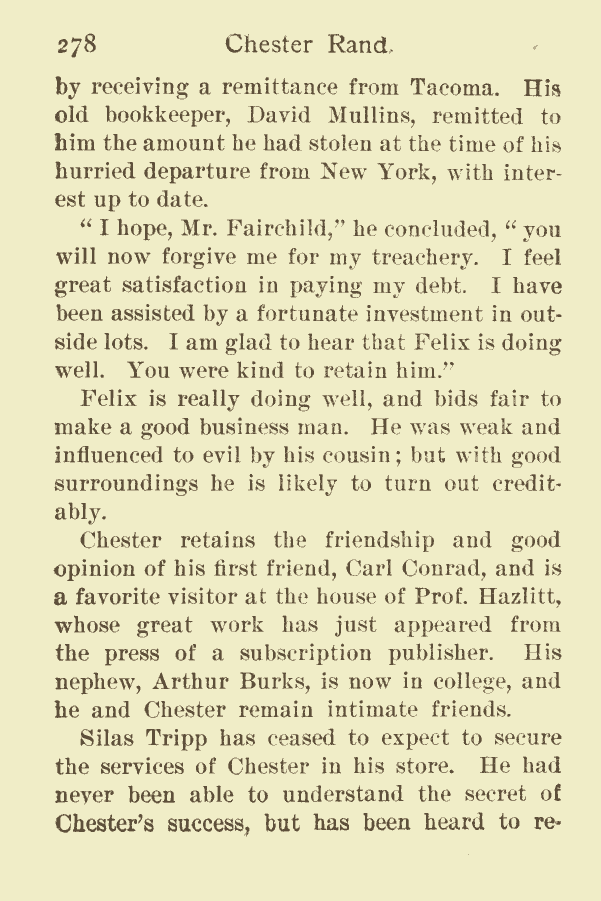 278 Chester Rand.
by receiving a remittance from Tacoma. His
old bookkeeper, David Mullins, remitted to
him the amount he had stolen at the time of his
hurried departure from New York, with inter-
est up to date.
“ I hope, Mr. Fairchild,” he concluded, “ you
will now forgive me for my treachery. I feel
great satisfaction in paying my debt. I have
been assisted by a fortunate investment in out-
side lots. I am glad to hear that Felix is doing
well. You were kind to retain him.”
Felix is really doing well, and bids fair to
make a good business man. He was weak and
influenced to evil by his cousin; but with good
surroundings he is likely to turn out credit-
ably.
Chester retains the friendship and good
opinion of his first friend, Carl Conrad, and is
a favorite visitor at the house of Prof. Hazlitt,
whose great work has just appeared from
the press of a subscription publisher. His
nephew, Arthur Burks, is now in college, and
he and Chester remain intimate friends.
Silas Tripp has ceased to expect to secure
the services of Chester in his store. He had
never been able to understand the secret of
Chester's success, but has been heard to re-